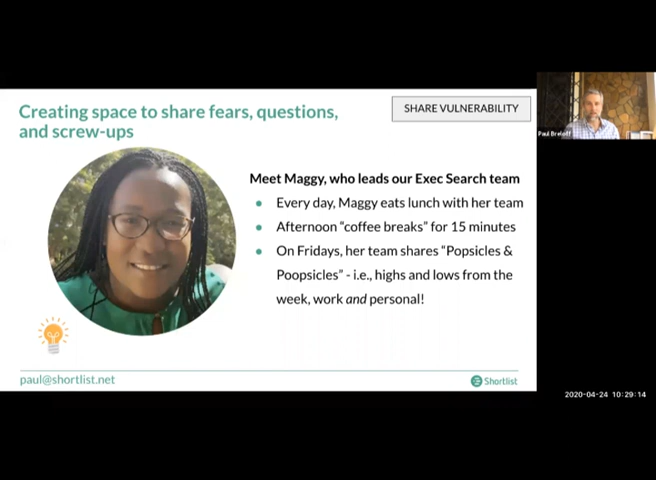 Creating space to share fears, questions,
and screw-ups
SHARE VULNERABILITY
Paul Breloff
Meet Maggy, who leads our Exec Search team
Every day, Maggy eats lunch with her team
Afternoon “coffee breaks” for 15 minutes
On Fridays, her team shares “Popsicles &
Poopsicles” - i.e., highs and lows from the
week, work and personal!
paul@shortlist.net
Shortlist
2020-04-24 10:29:14